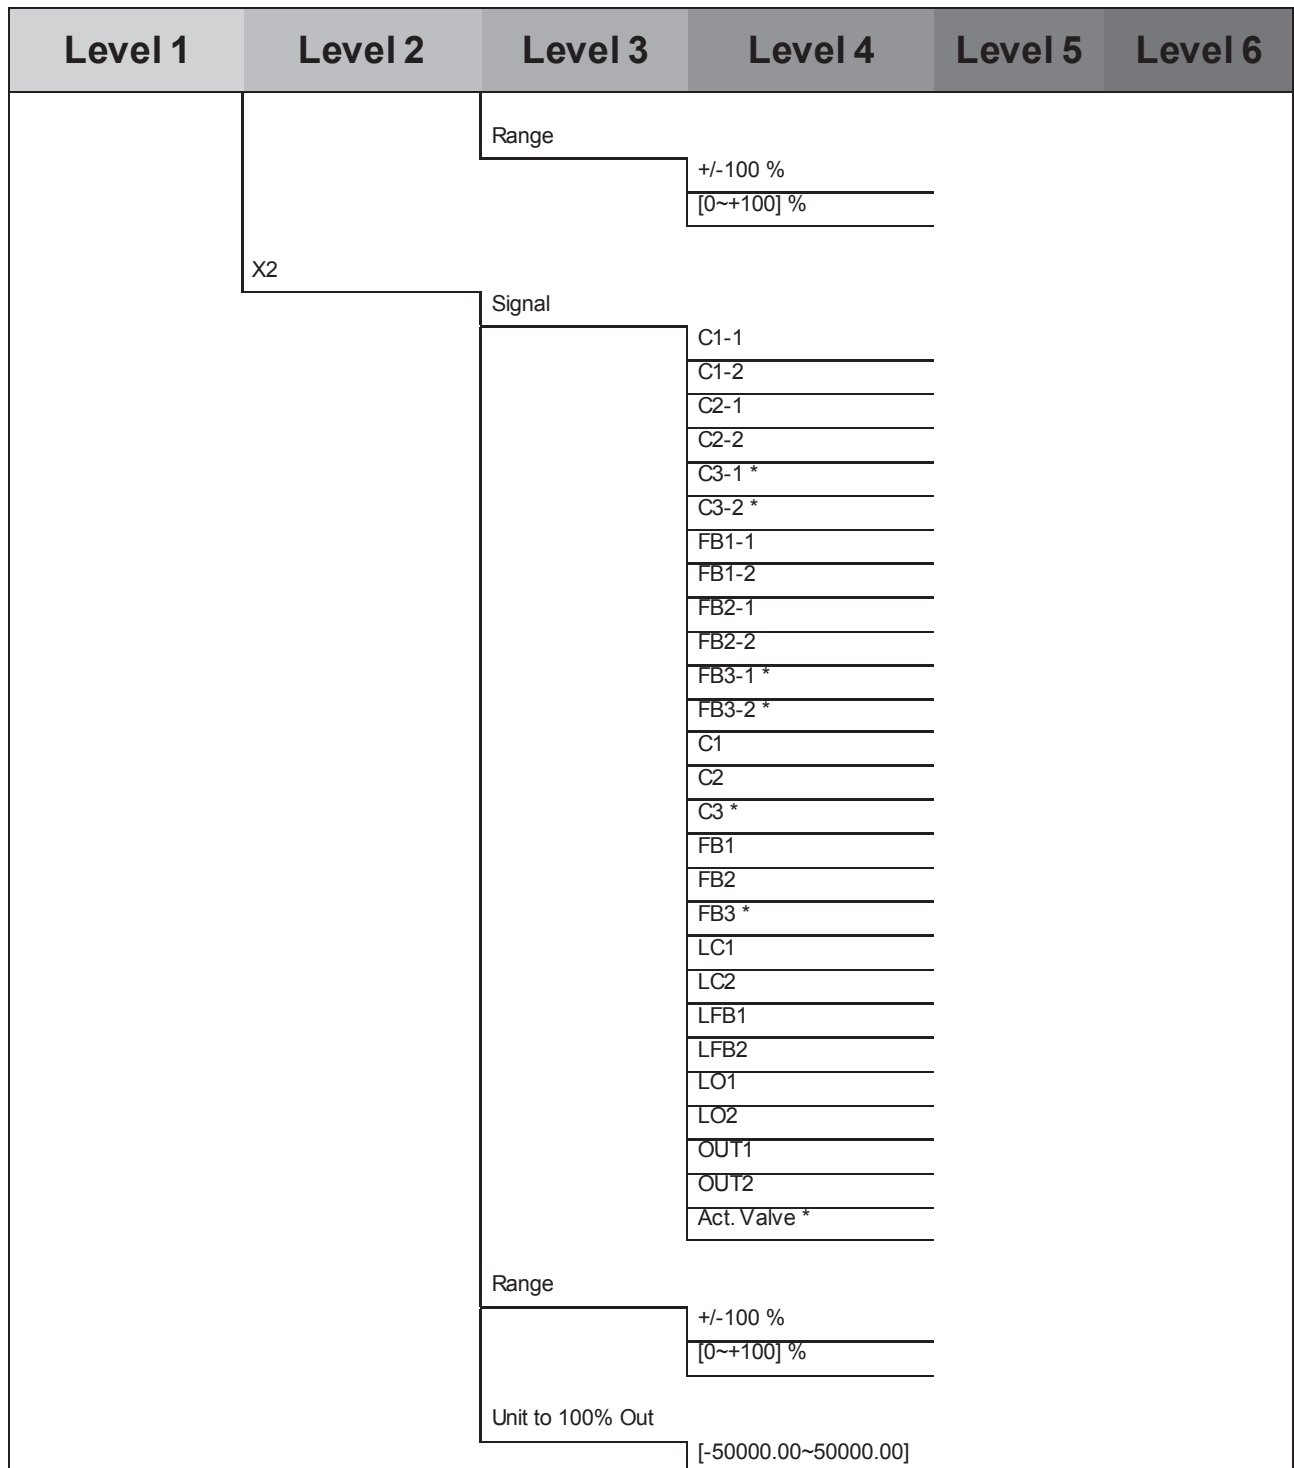 Level 1 Level 2 Level 3 Level 4 Level 5 Level 6
Range
+/-100 %
[0~+100] %
X2
Signal
C1-1
C1-2
C2-1
C2-2
C3-1 *
C3-2 *
FB1-1
FB1-2
FB2-1
FB2-2
FB3-1 *
FB3-2 *
C1
C2
C3 *
FB1
FB2
FB3 *
LC1
LC2
LFB1
LFB2
LO1
LO2
OUT1
OUT2
Act. Valve *
Range
+/-100 %
[0~+100] %
Unit to 100% Out
[-50000.00~50000.00]